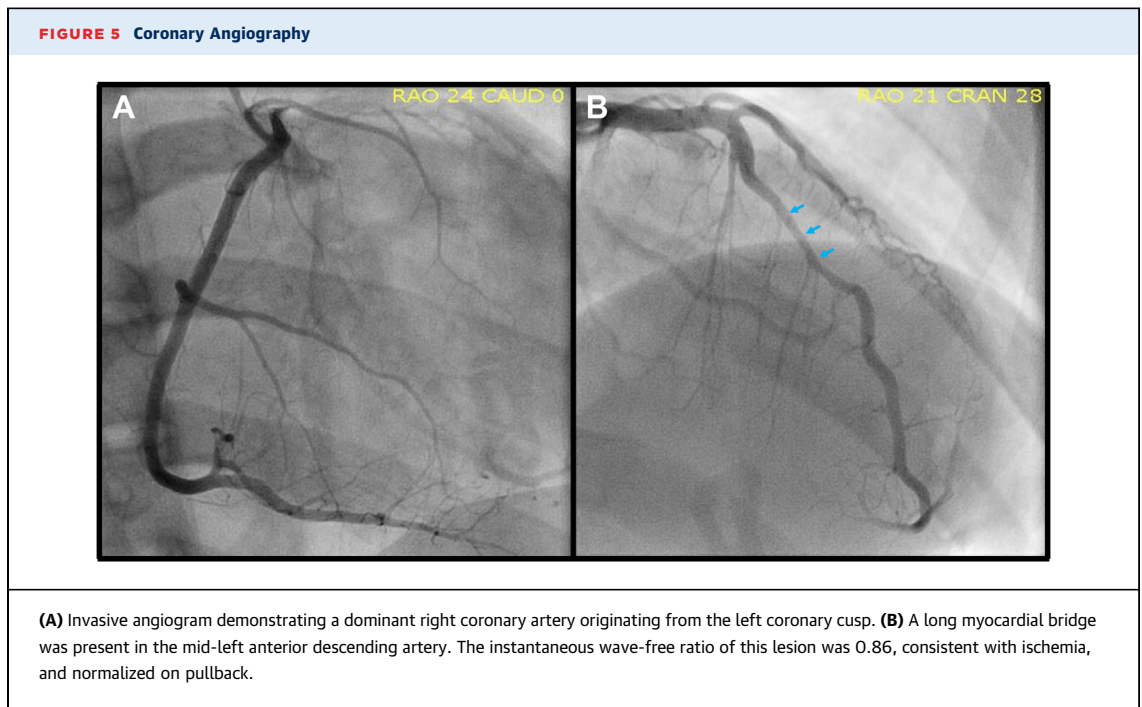 FIGURE 5 Coronary Angiography
A
RAO 24 CAUD 0
B
RAO 21 CRAN 28
(A) Invasive angiogram demonstrating a dominant right coronary artery originating from the left coronary cusp. (B) A long myocardial bridge
was present in the mid-left anterior descending artery. The instantaneous wave-free ratio of this lesion was 0.86, consistent with ischemia,
and normalized on pullback.